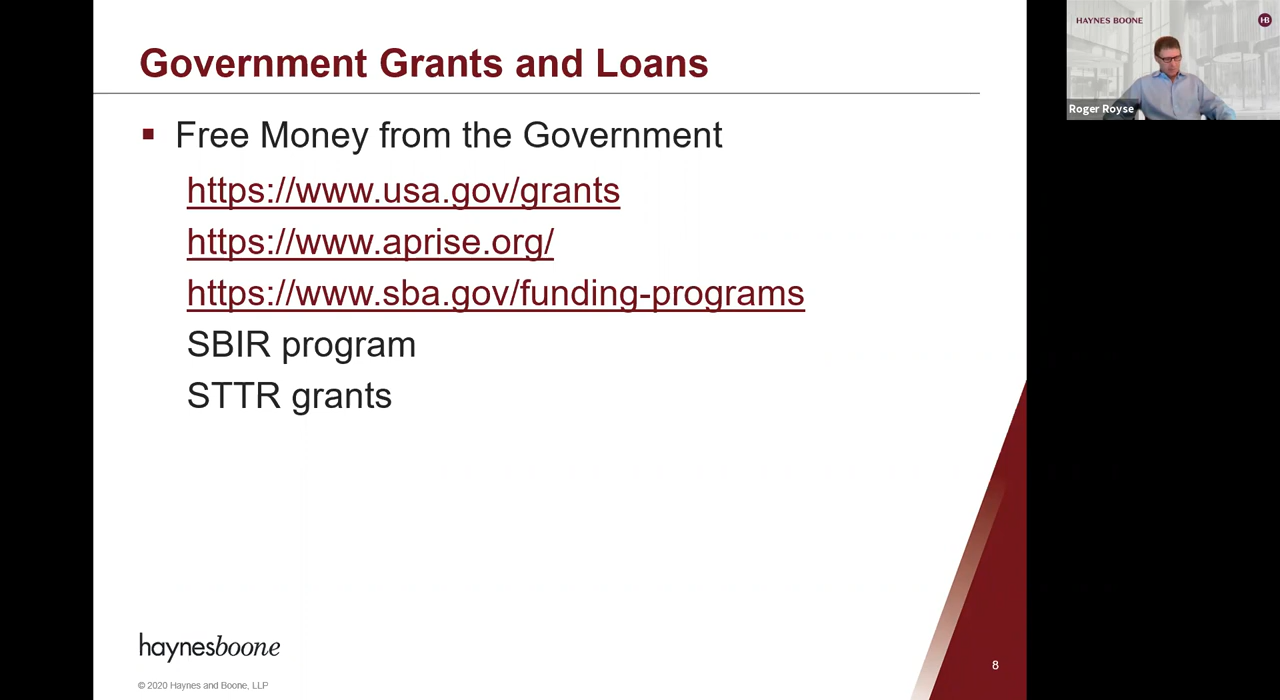 Government Grants and Loans
Free Money from the Government
https://www.usa.gov/grants
https://www.aprise.org/
https://www.sba.gov/funding-programs
SBIR program
STTR grants
haynesboone
© 2020 Haynes and Boone, LLP
8
HAYNES BOONE
HB
Roger Royse